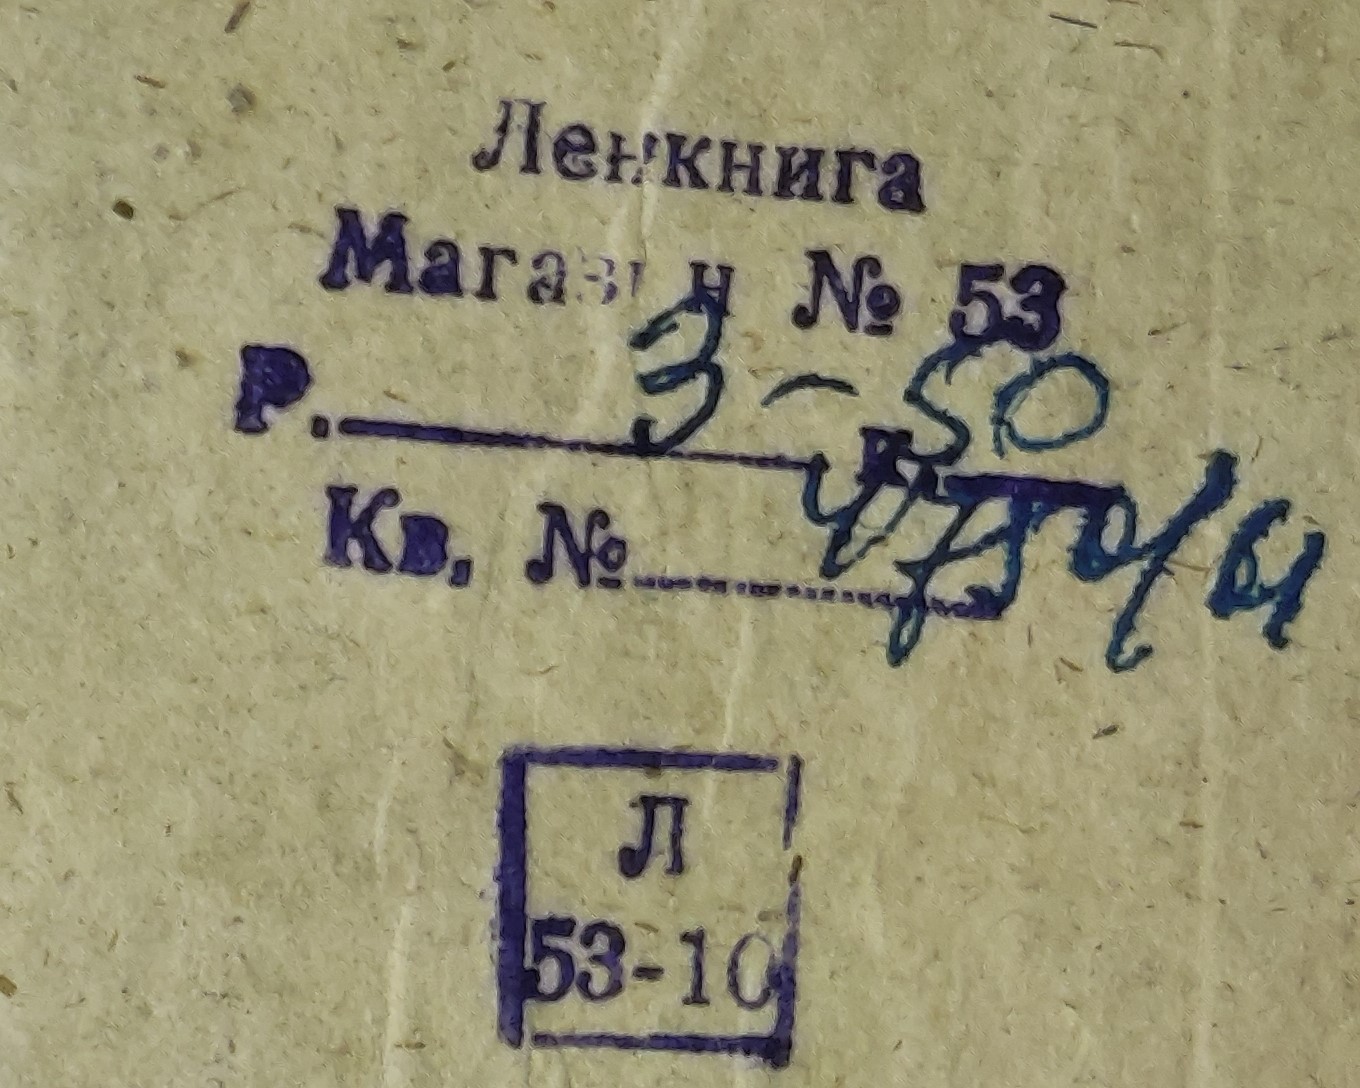 Ленкнига
Магазин № 53
Р. 3-50 к.
Кв. №
Л
53-10